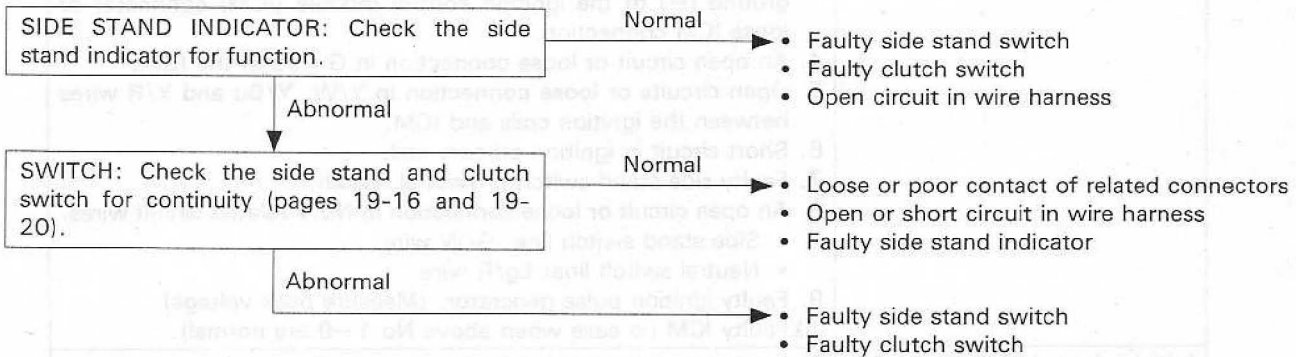 SIDE STAND INDICATOR: Check the side
stand indicator for function.
Normal
• Faulty side stand switch
• Faulty clutch switch
• Open circuit in wire harness
Abnormal
SWITCH: Check the side stand and clutch
switch for continuity (pages 19-16 and 19-
20).
Normal
• Loose or poor contact of related connectors
• Open or short circuit in wire harness
• Faulty side stand indicator
Abnormal
• Faulty side stand switch
• Faulty clutch switch